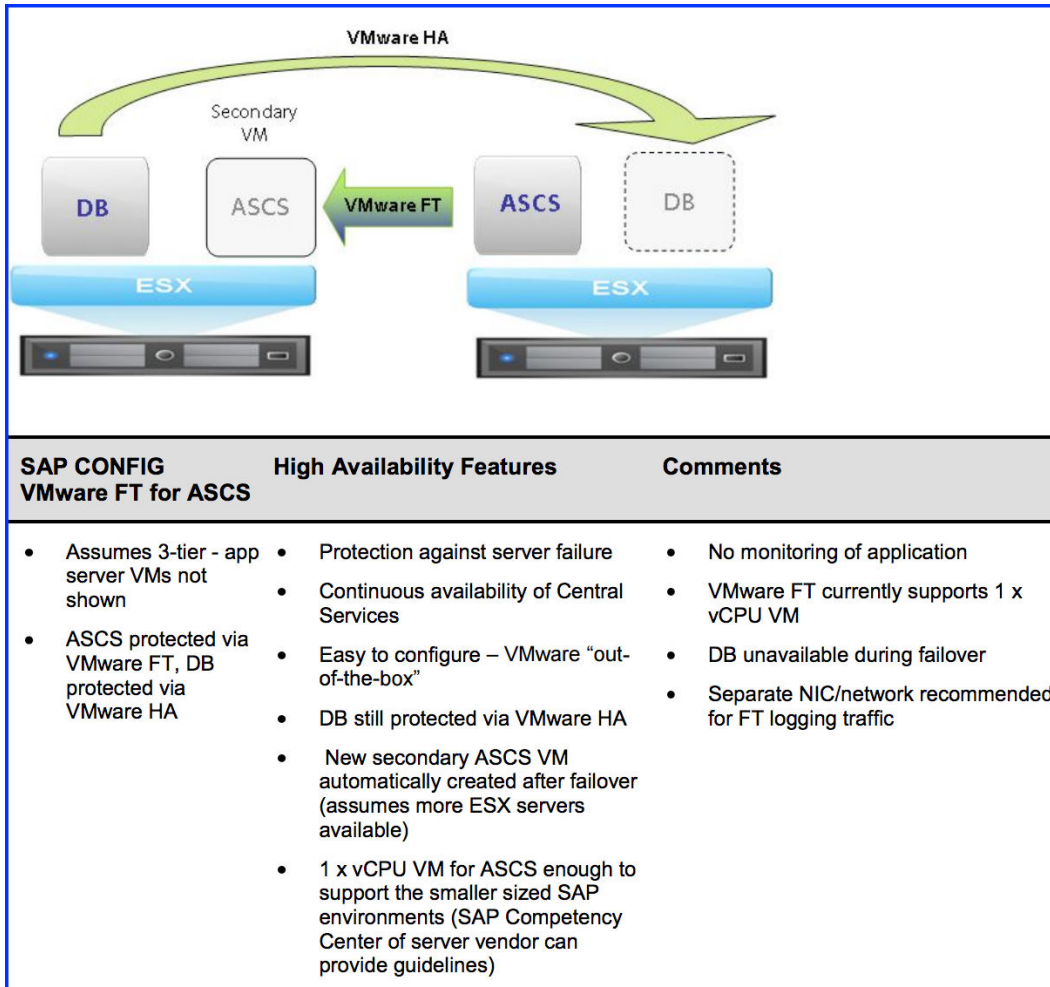 VMware HA
Secondary
VM
DB
ASCS
VMware FT
ASCS
DB
ESX
ESX
SAP CONFIG
VMware FT for ASCS
High Availability Features
Comments
• Assumes 3-tier - app
server VMs not
shown
• ASCS protected via
VMware FT, DB
protected via
VMware HA
• Protection against server failure
• Continuous availability of Central
Services
• Easy to configure – VMware “out-
of-the-box”
• DB still protected via VMware HA
• New secondary ASCS VM
automatically created after failover
(assumes more ESX servers
available)
• 1 x vCPU VM for ASCS enough to
support the smaller sized SAP
environments (SAP Competency
Center of server vendor can
provide guidelines)
• No monitoring of application
• VMware FT currently supports 1 x
vCPU VM
• DB unavailable during failover
• Separate NIC/network recommended
for FT logging traffic